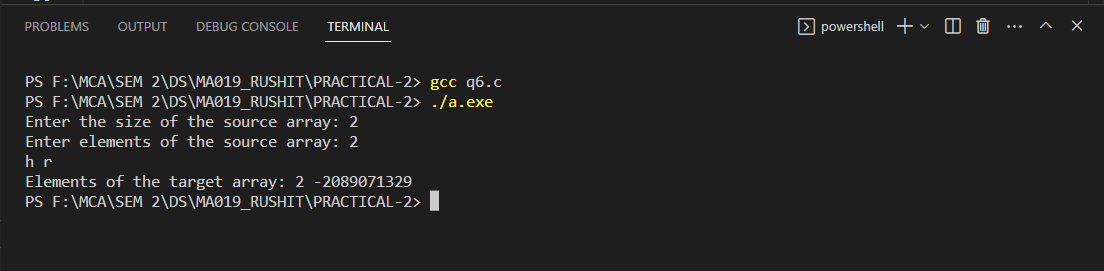 PROBLEMS OUTPUT DEBUG CONSOLE TERMINAL powershell
PS F:\MCA\SEM 2\DS\MA019_RUSHIT\PRACTICAL-2> gcc q6.c
PS F:\MCA\SEM 2\DS\MA019_RUSHIT\PRACTICAL-2> ./a.exe
Enter the size of the source array: 2
Enter elements of the source array: 2
h r
Elements of the target array: 2 -2089071329
PS F:\MCA\SEM 2\DS\MA019_RUSHIT\PRACTICAL-2>